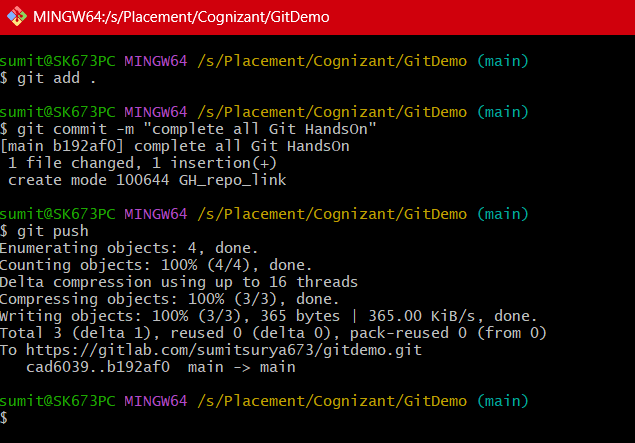 MINGW64:/s/Placement/Cognizant/GitDemo
sumit@SK673PC MINGW64 /s/Placement/Cognizant/GitDemo (main)
$ git add .
sumit@SK673PC MINGW64 /s/Placement/Cognizant/GitDemo (main)
$ git commit -m "complete all Git HandsOn"
[main b192af0] complete all Git HandsOn
 1 file changed, 1 insertion(+)
 create mode 100644 GH_repo_link
sumit@SK673PC MINGW64 /s/Placement/Cognizant/GitDemo (main)
$ git push
Enumerating objects: 4, done.
Counting objects: 100% (4/4), done.
Delta compression using up to 16 threads
Compressing objects: 100% (3/3), done.
Writing objects: 100% (3/3), 365 bytes | 365.00 KiB/s, done.
Total 3 (delta 1), reused 0 (delta 0), pack-reused 0 (from 0)
To https://gitlab.com/sumitsurya673/gitdemo.git
   cad6039..b192af0  main -> main
sumit@SK673PC MINGW64 /s/Placement/Cognizant/GitDemo (main)
$